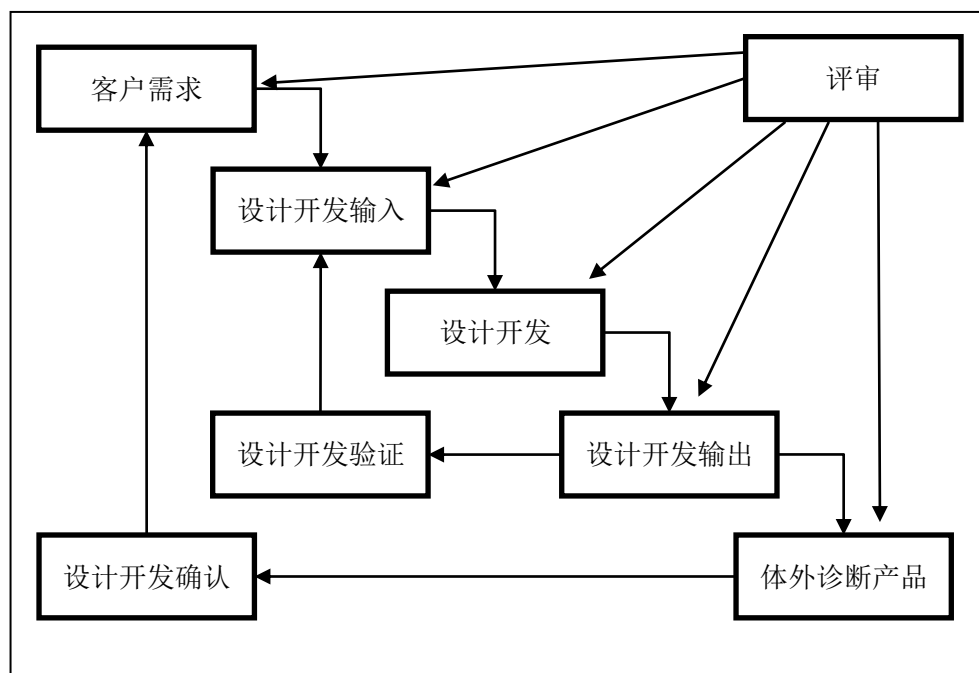 客户需求
评审
设计开发输入
设计开发
设计开发验证
设计开发输出
设计开发确认
体外诊断产品